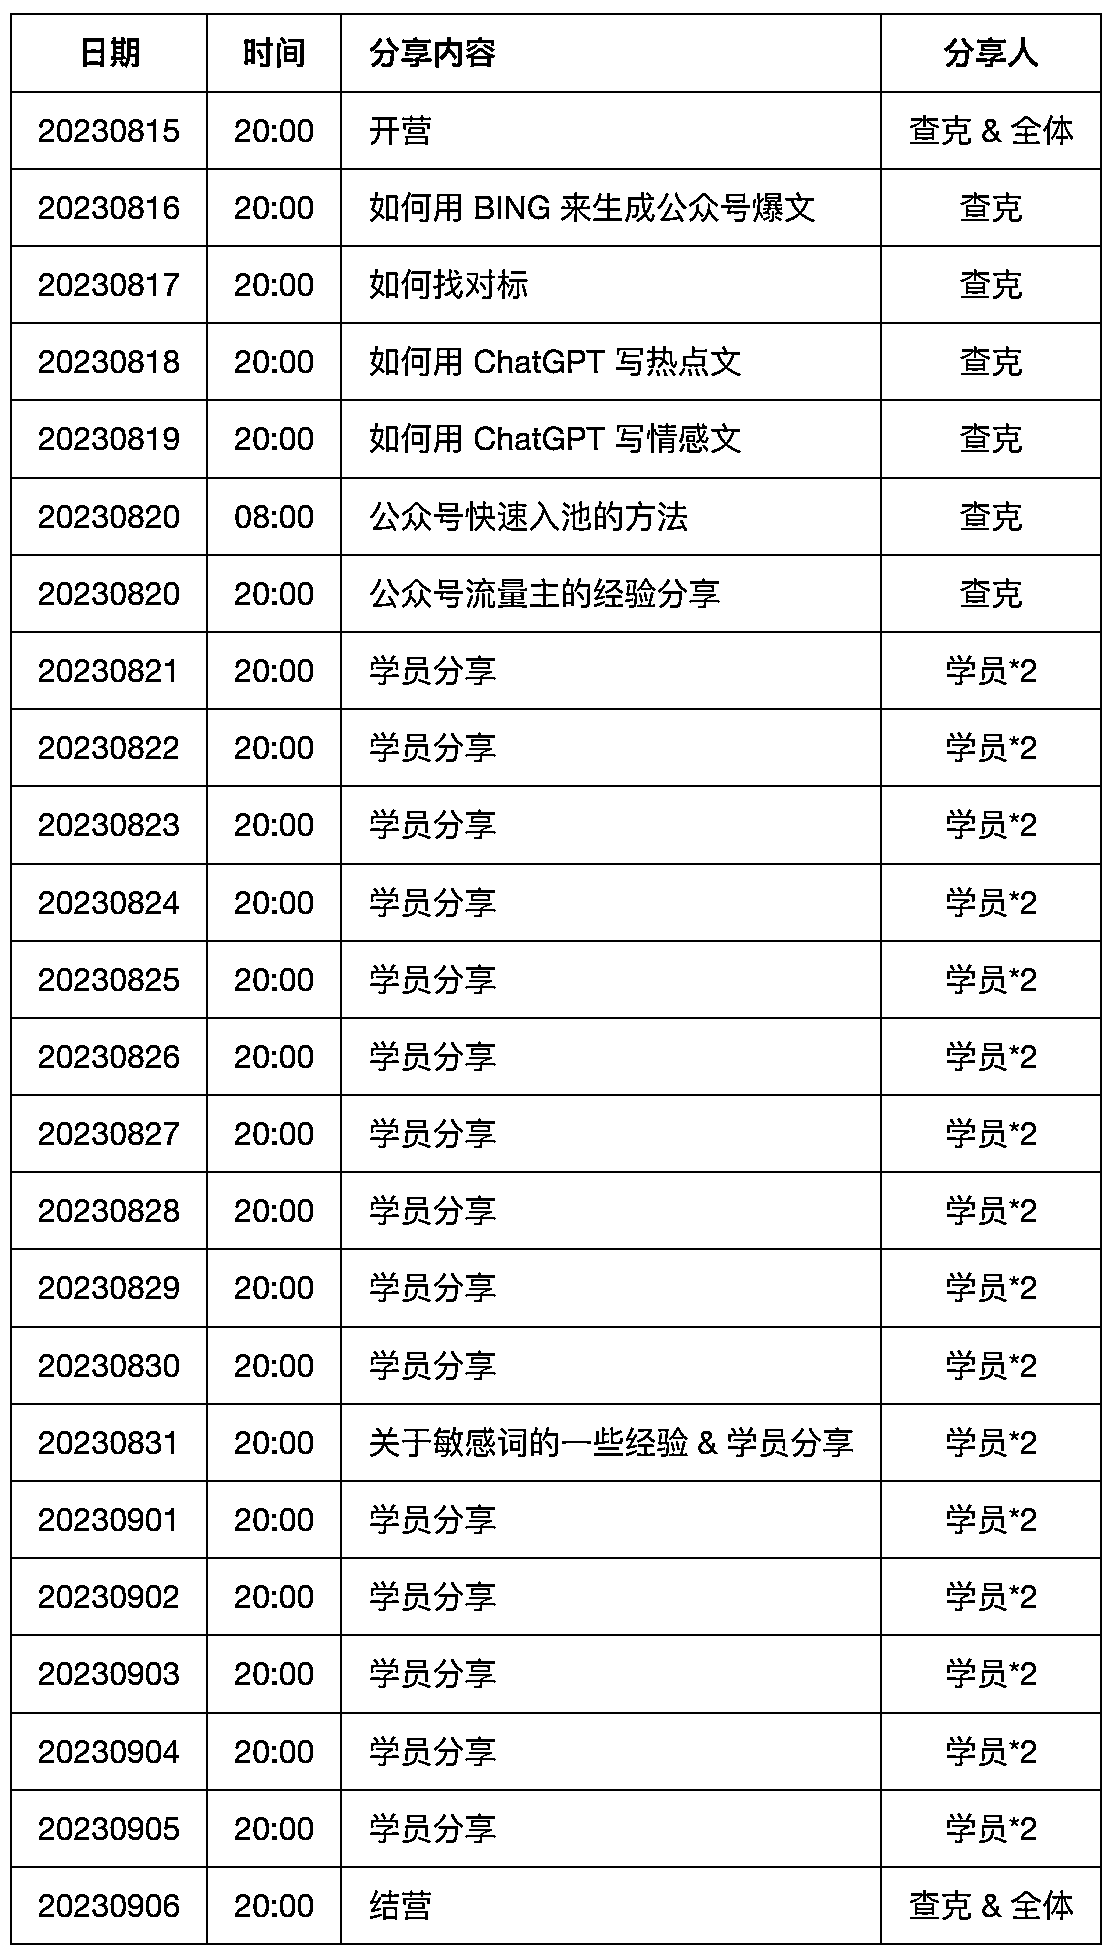 日期 时间 分享内容 分享人
20230815 20:00 开营 查克 & 全体
20230816 20:00 如何用 BING 来生成公众号爆文 查克
20230817 20:00 如何找对标 查克
20230818 20:00 如何用 ChatGPT 写热点文 查克
20230819 20:00 如何用 ChatGPT 写情感文 查克
20230820 08:00 公众号快速入池的方法 查克
20230820 20:00 公众号流量主的经验分享 查克
20230821 20:00 学员分享 学员*2
20230822 20:00 学员分享 学员*2
20230823 20:00 学员分享 学员*2
20230824 20:00 学员分享 学员*2
20230825 20:00 学员分享 学员*2
20230826 20:00 学员分享 学员*2
20230827 20:00 学员分享 学员*2
20230828 20:00 学员分享 学员*2
20230829 20:00 学员分享 学员*2
20230830 20:00 学员分享 学员*2
20230831 20:00 关于敏感词的一些经验 & 学员分享 学员*2
20230901 20:00 学员分享 学员*2
20230902 20:00 学员分享 学员*2
20230903 20:00 学员分享 学员*2
20230904 20:00 学员分享 学员*2
20230905 20:00 学员分享 学员*2
20230906 20:00 结营 查克 & 全体